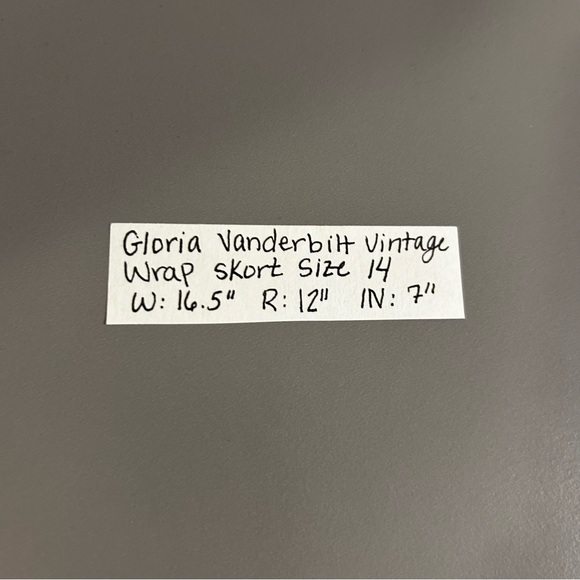 Gloria Vanderbilt Vintage
Wrap Skort Size 14
W: 16.5" R: 12" IN: 7"